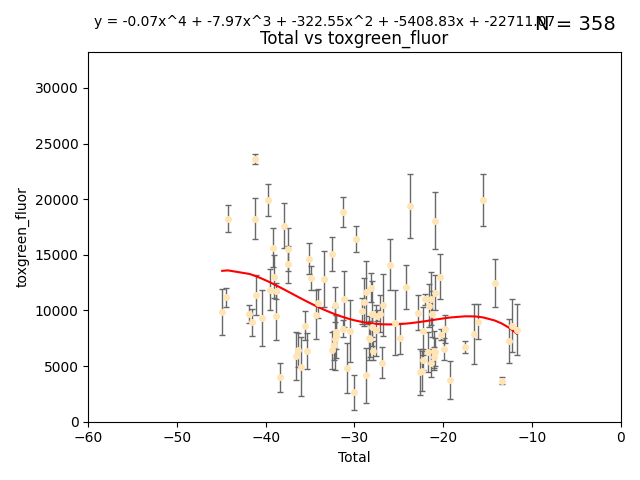 y = -0.07x^4 + -7.97x^3 + -322.55x^2 + -5408.83x + -22711.07
N = 358
Total vs toxgreen_fluor
30000
25000
20000
15000
10000
5000
0
toxgreen_fluor
−60 −50 −40 −30 −20 −10 0
Total